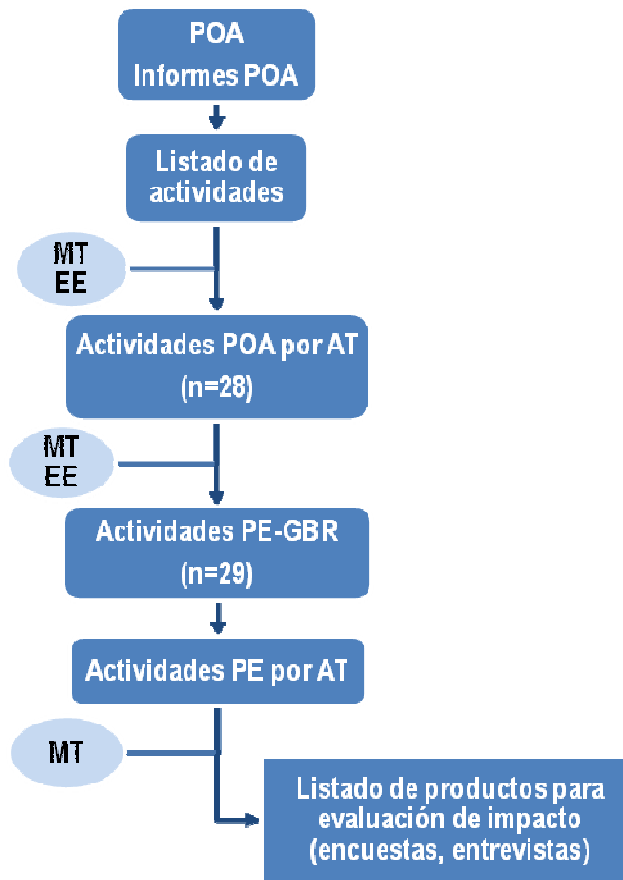 POA
Informes POA
Listado de
actividades
MT
EE
Actividades POA por AT
(n=28)
MT
EE
Actividades PE-GBR
(n=29)
Actividades PE por AT
MT
Listado de productos para
evaluación de impacto
(encuestas, entrevistas)